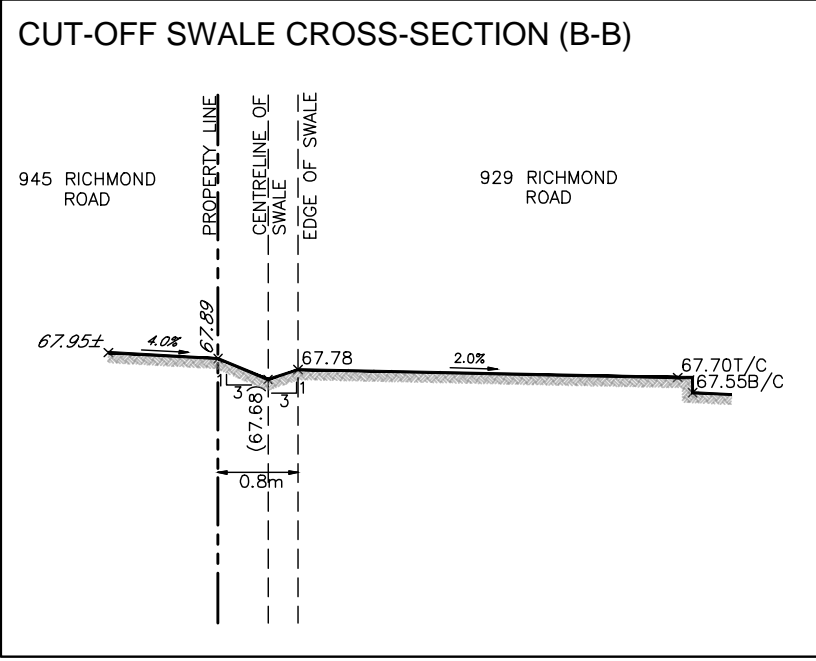 CUT-OFF SWALE CROSS-SECTION (B-B)
PROPERTY LINE
CENTRELINE OF
SWALE
EDGE OF SWALE
945 RICHMOND
ROAD
929 RICHMOND
ROAD
67.95±
4.0%
67.89
67.78
2.0%
67.70T/C
67.55B/C
1
3
(67.68)
3
1
0.8m